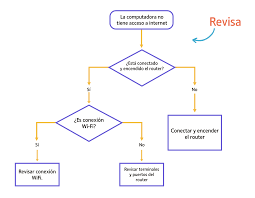 La computadora no
tiene acceso a internet
Revisa
¿Está conectado
y encendido el router?
Sí
No
¿Es conexión
Wi-Fi?
Conectar y encender
el router
Sí
No
Revisar conexión
Wifi.
Revisar terminales
y puertos del
router